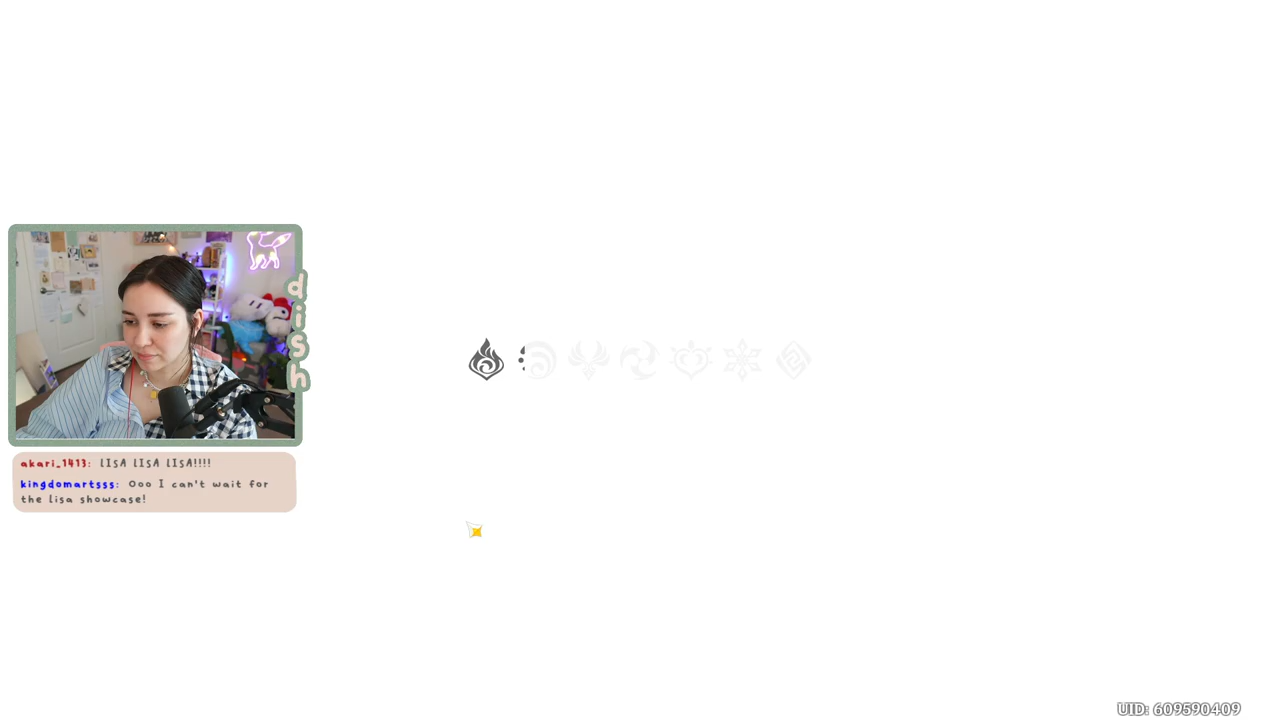 dish
akari_1413: LISA LISA LISA!!!!
kingdomartsss: Ooo I can't wait for
the lisa showcase!
UID: 609590409